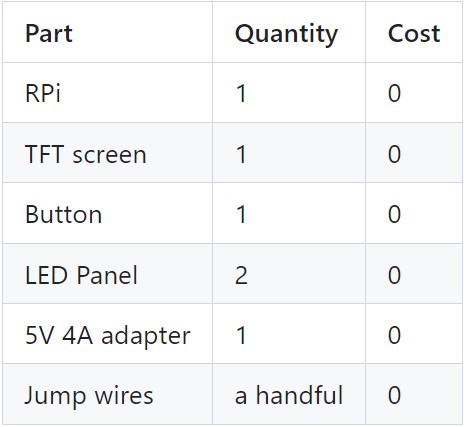 Part Quantity Cost
RPi 1 0
TFT screen 1 0
Button 1 0
LED Panel 2 0
5V 4A adapter 1 0
Jump wires a handful 0